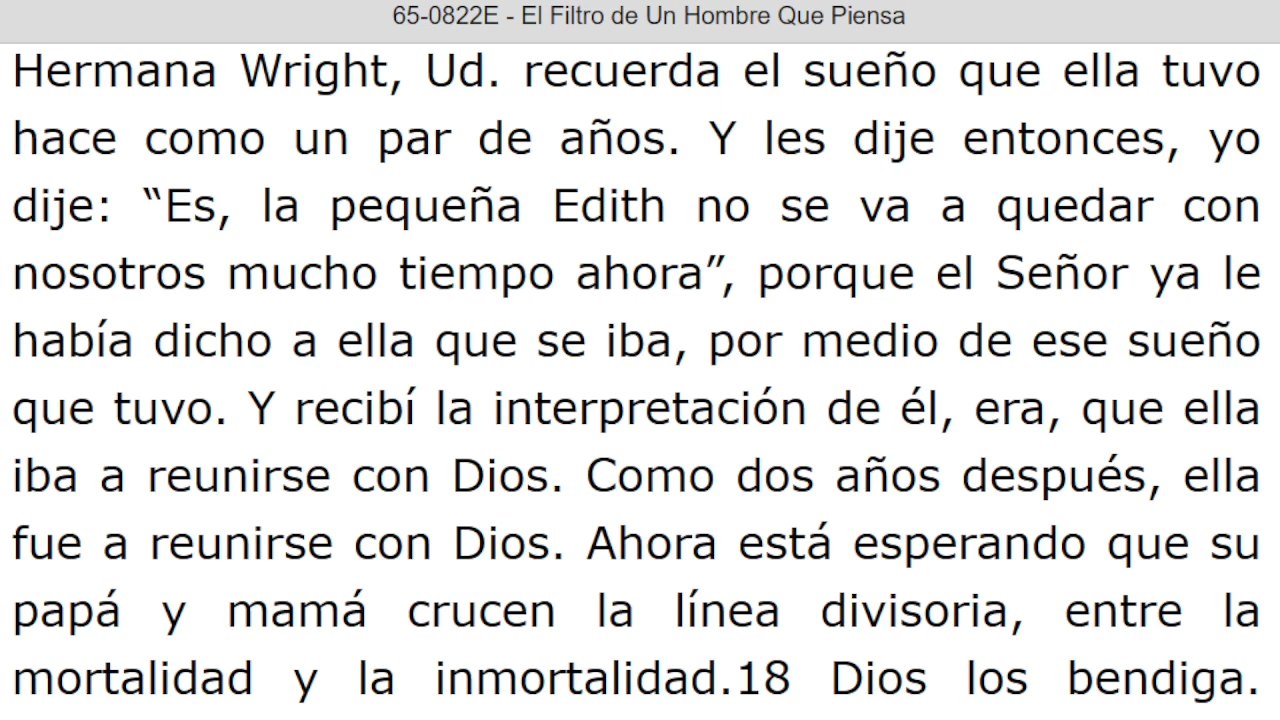 65-0822E - El Filtro de Un Hombre Que Piensa
Hermana Wright, Ud. recuerda el sueño que ella tuvo
hace como un par de años. Y les dije entonces, yo
dije: “Es, la pequeña Edith no se va a quedar con
nosotros mucho tiempo ahora”, porque el Señor ya le
había dicho a ella que se iba, por medio de ese sueño
que tuvo. Y recibí la interpretación de él, era, que ella
iba a reunirse con Dios. Como dos años después, ella
fue a reunirse con Dios. Ahora está esperando que su
papá y mamá crucen la línea divisoria, entre la
mortalidad y la inmortalidad.18 Dios los bendiga.